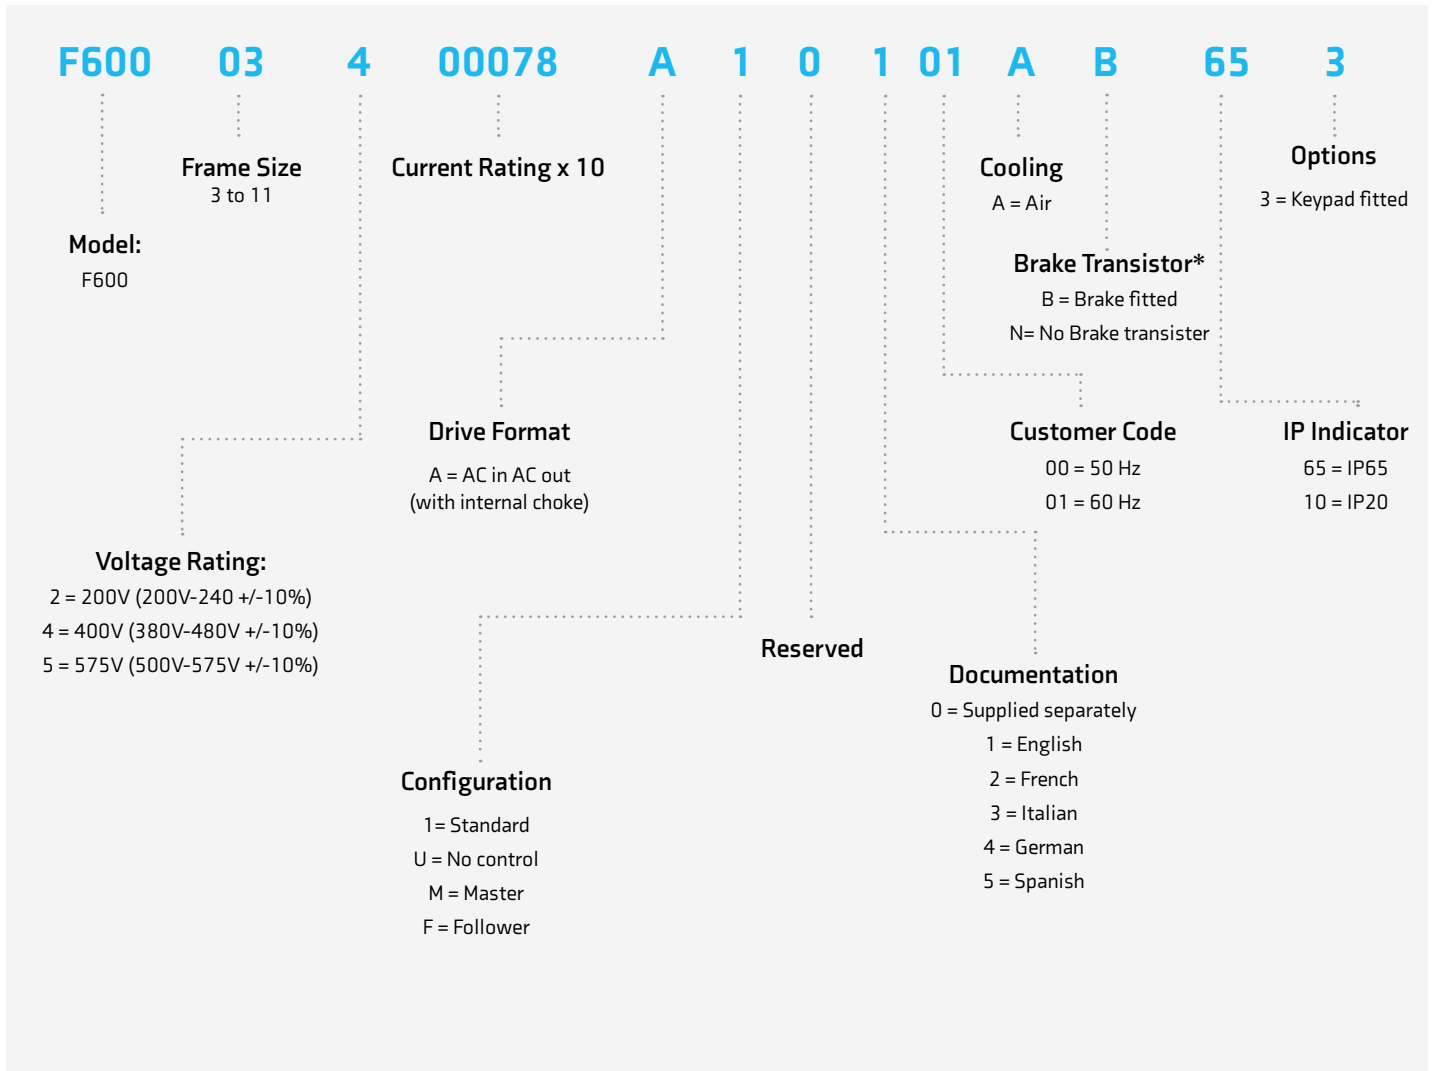 F600 03 4 00078 A 1 0 1 01 A B 65 3
Frame Size
3 to 11
Current Rating x 10
Cooling
A = Air
Options
3 = Keypad fitted
Model:
F600
Brake Transistor*
B = Brake fitted
N= No Brake transister
Drive Format
A = AC in AC out
(with internal choke)
Customer Code
00 = 50 Hz
01 = 60 Hz
IP Indicator
65 = IP65
10 = IP20
Voltage Rating:
2 = 200V (200V-240 +/-10%)
4 = 400V (380V-480V +/-10%)
5 = 575V (500V-575V +/-10%)
Reserved
Documentation
0 = Supplied separately
1 = English
2 = French
3 = Italian
4 = German
5 = Spanish
Configuration
1= Standard
U = No control
M = Master
F = Follower